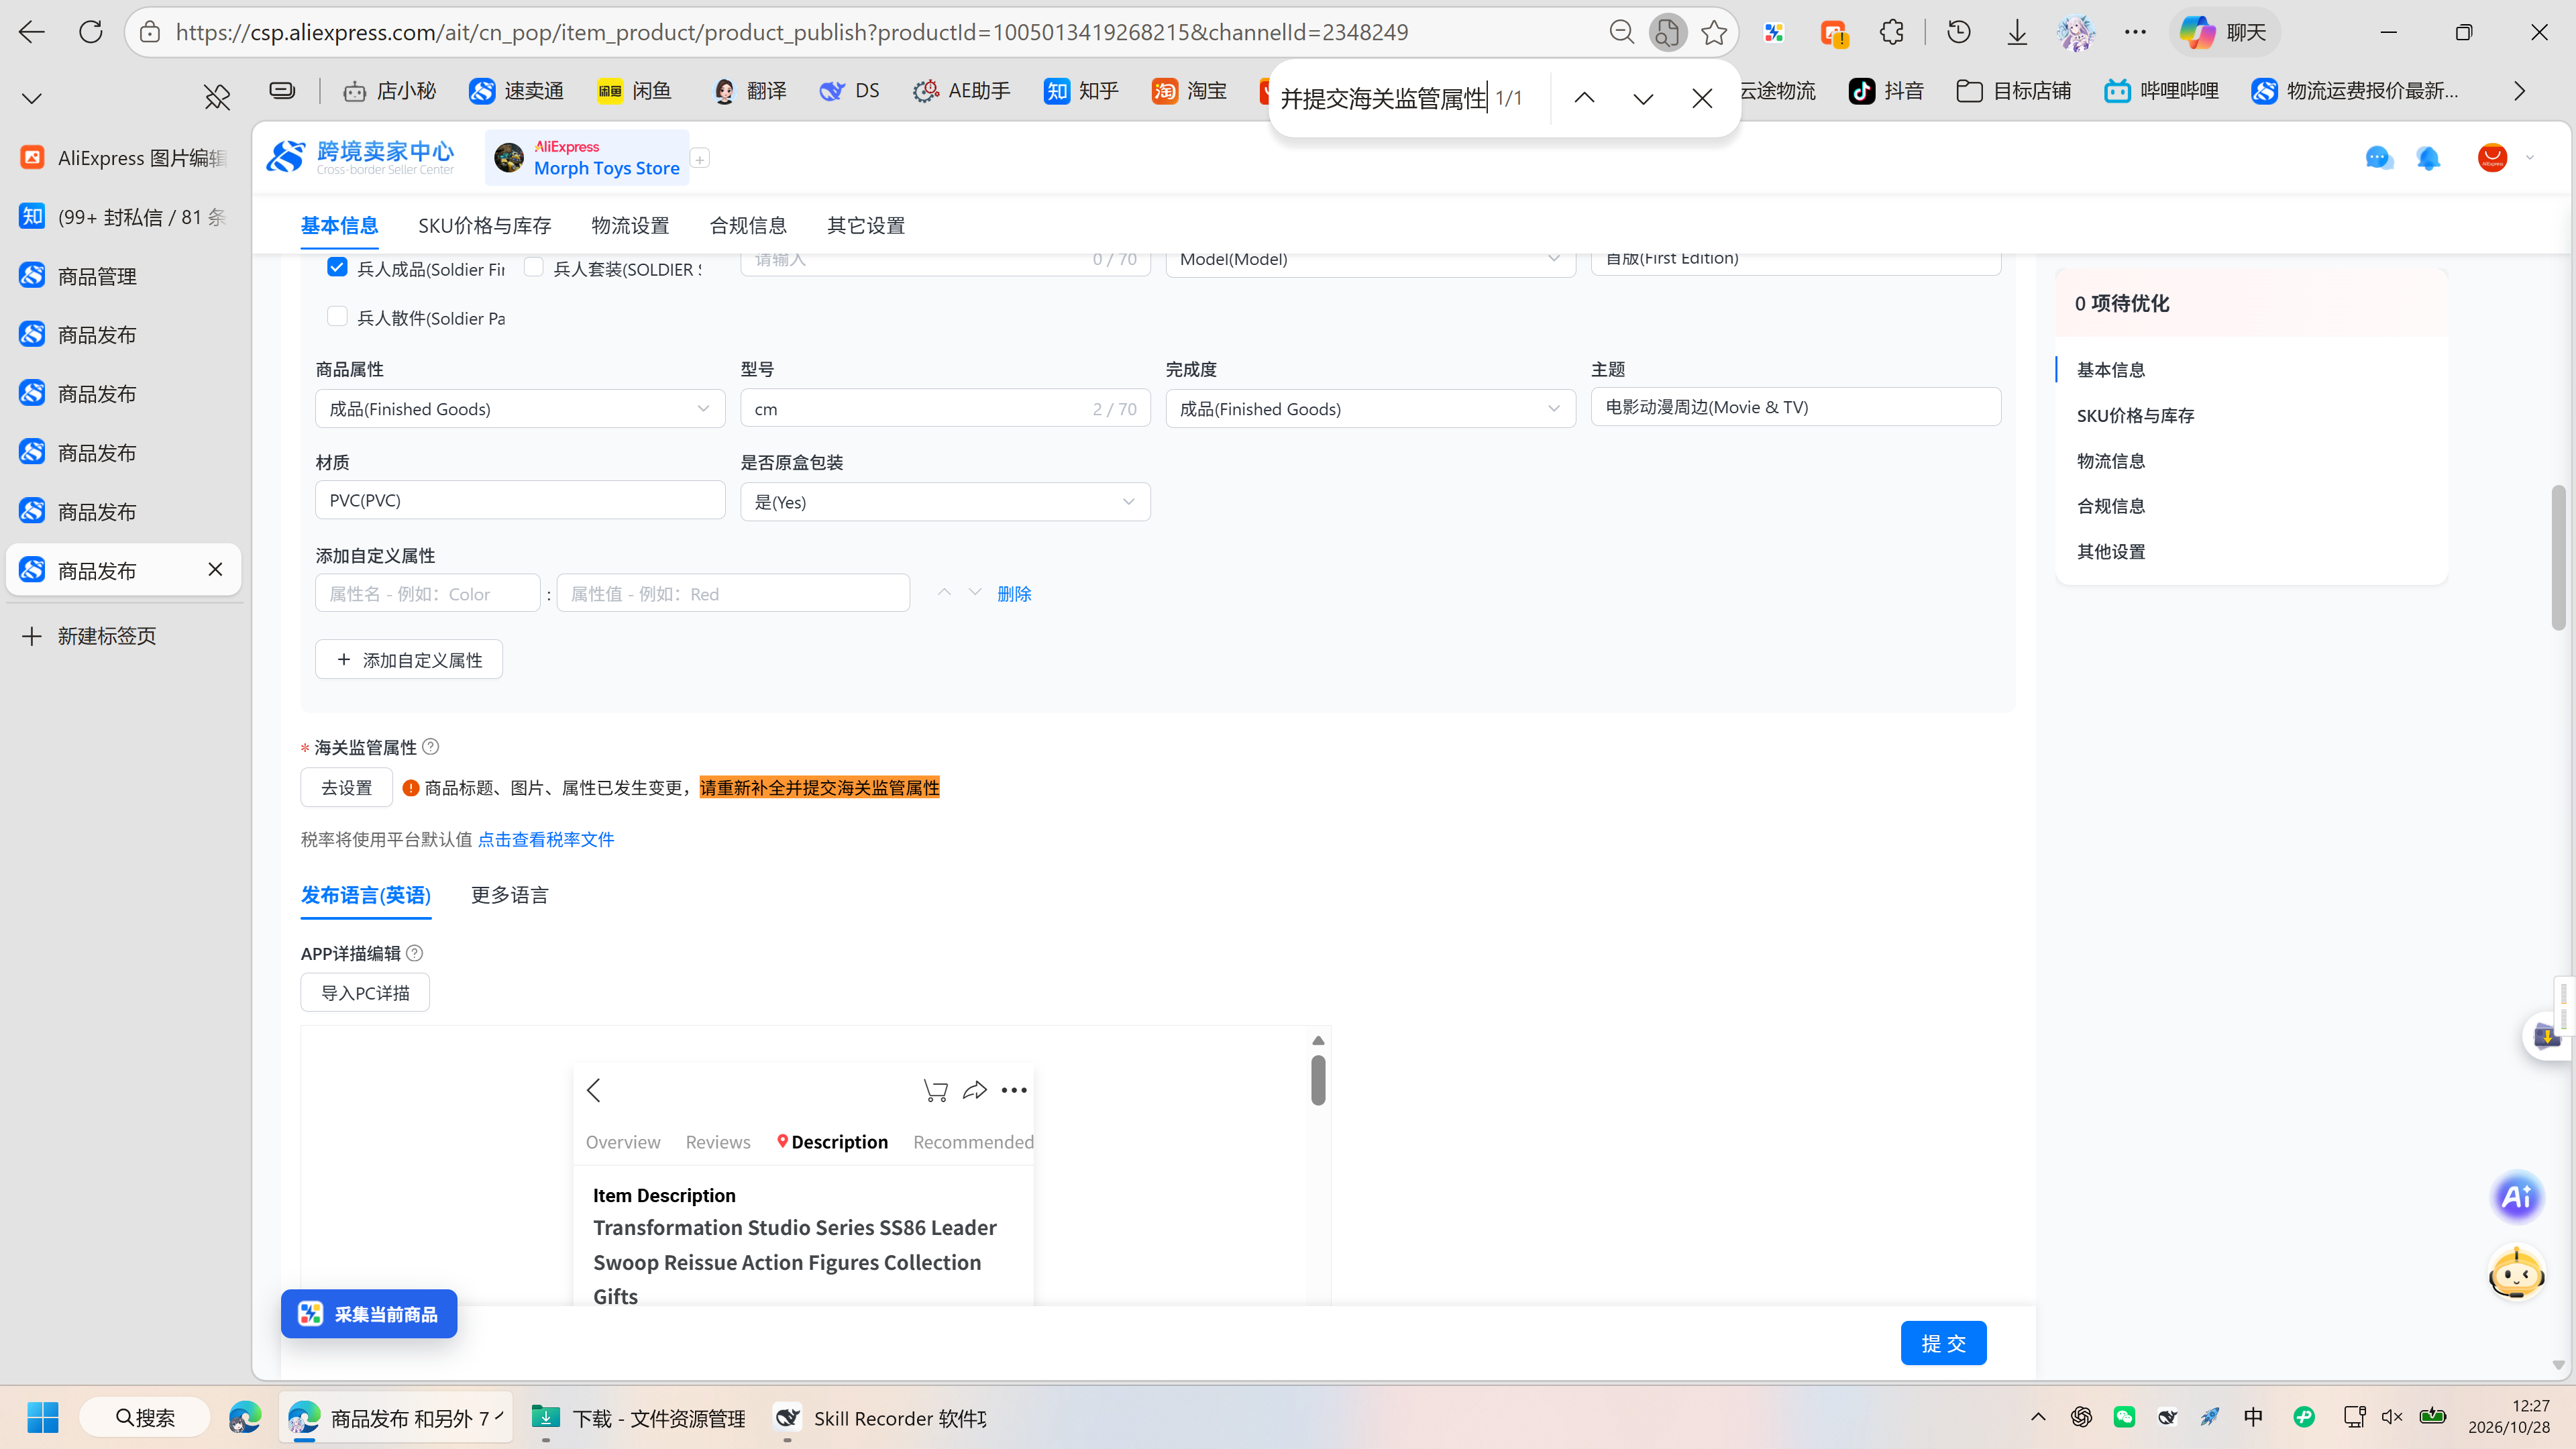 https://csp.aliexpress.com/ait/cn_pop/item_product/product_publish?productId=1005013419268215&channelId=2348249
聊天
店小秘
速卖通
闲鱼
翻译
DS
AE助手
知乎
淘宝
云途物流
抖音
目标店铺
哔哩哔哩
物流运费报价最新...
并提交海关监管属性
1/1
AliExpress 图片编辑
(99+ 封私信 / 81 条
商品管理
商品发布
商品发布
商品发布
商品发布
商品发布
新建标签页
跨境卖家中心
Cross-border Seller Center
AliExpress
Morph Toys Store
基本信息
SKU价格与库存
物流设置
合规信息
其它设置
兵人成品(Soldier Fir
兵人套装(SOLDIER S
请输入
0 / 70
Model(Model)
首版(First Edition)
兵人散件(Soldier Pa
商品属性
型号
完成度
主题
成品(Finished Goods)
cm
2 / 70
成品(Finished Goods)
电影动漫周边(Movie & TV)
材质
是否原盒包装
PVC(PVC)
是(Yes)
添加自定义属性
属性名 - 例如：Color
:
属性值 - 例如：Red
删除
+ 添加自定义属性
* 海关监管属性
去设置
商品标题、图片、属性已发生变更，请重新补全并提交海关监管属性
税率将使用平台默认值 点击查看税率文件
发布语言(英语)
更多语言
APP详描编辑
导入PC详描
Overview
Reviews
Description
Recommended
Item Description
Transformation Studio Series SS86 Leader
Swoop Reissue Action Figures Collection
Gifts
采集当前商品
提 交
0 项待优化
基本信息
SKU价格与库存
物流信息
合规信息
其他设置
Ai
搜索
商品发布 和另外 7 个
下载 - 文件资源管理
Skill Recorder 软件工
中
12:27
2026/10/28